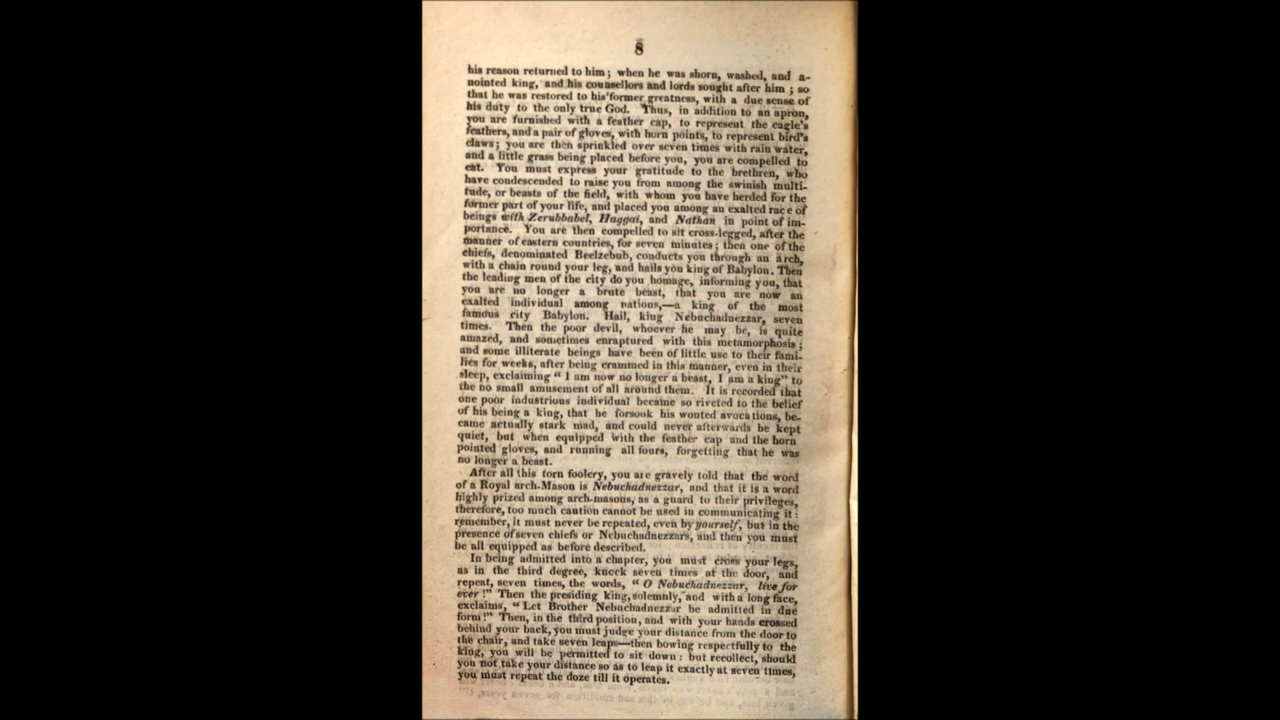 8
his reason returned to him; when he was shorn, washed, and a-
nointed king, and his counsellors and lords sought after him; so
that he was restored to his former greatness, with a due sense of
his duty to the only true God. Thus, in addition to an apron,
you are furnished with a feather cap, to represent the eagle's
feathers, and a pair of gloves, with horn points, to represent bird's
claws; you are then sprinkled over seven times with rain water,
and a little grass being placed before you, you are compelled to
eat. You must express your gratitude to the brethren, who
have condescended to raise you from among the swinish multi-
tude, or beasts of the field, with whom you have herded for the
former part of your life, and placed you among an exalted race of
beings with Zerubbabel, Haggai, and Nathan in point of im-
portance. You are then compelled to sit cross-legged, after the
manner of eastern countries, for seven minutes; then one of the
chiefs, denominated Beelzebub, conducts you through an arch,
with a chain round your leg, and hails you king of Babylon. Then
the leading men of the city do you homage, informing you, that
you are no longer a brute beast, that you are now an
exalted individual among nations,—a king of the most
famous city Babylon. Hail, king Nebuchadnezzar, seven
times. Then the poor devil, whoever he may be, is quite
amazed, and sometimes enraptured with this metamorphosis;
and some illiterate beings have been of little use to their fami-
lies for weeks, after being crammed in this manner, even in their
sleep, exclaiming "I am now no longer a beast, I am a king" to
the no small amusement of all around them. It is recorded that
one poor industrious individual became so riveted to the belief
of his being a king, that he forsook his wonted avocations, be-
came actually stark mad, and could never afterwards be kept
quiet, but when equipped with the feather cap and the horn
pointed gloves, and running all fours, forgetting that he was
no longer a beast.
After all this torn foolery, you are gravely told that the word
of a Royal arch-Mason is Nebuchadnezzar, and that it is a word
highly prized among arch-masons, as a guard to their privileges,
therefore, too much caution cannot be used in communicating it:
remember, it must never be repeated, even by yourself, but in the
presence of seven chiefs or Nebuchadnezzars, and then you must
be all equipped as before described.
In being admitted into a chapter, you must cross your legs,
as in the third degree, knock seven times at the door, and
repeat, seven times, the words, "O Nebuchadnezzar, live for
ever!" Then the presiding king, solemnly, and with a long face,
exclaims, "Let Brother Nebuchadnezzar be admitted in due
form!" Then, in the third position, and with your hands crossed
behind your back, you must judge your distance from the door to
the chair, and take seven leaps—then bowing respectfully to the
king, you will be permitted to sit down: but recollect, should
you not take your distance so as to leap it exactly at seven times,
you must repeat the doze till it operates.